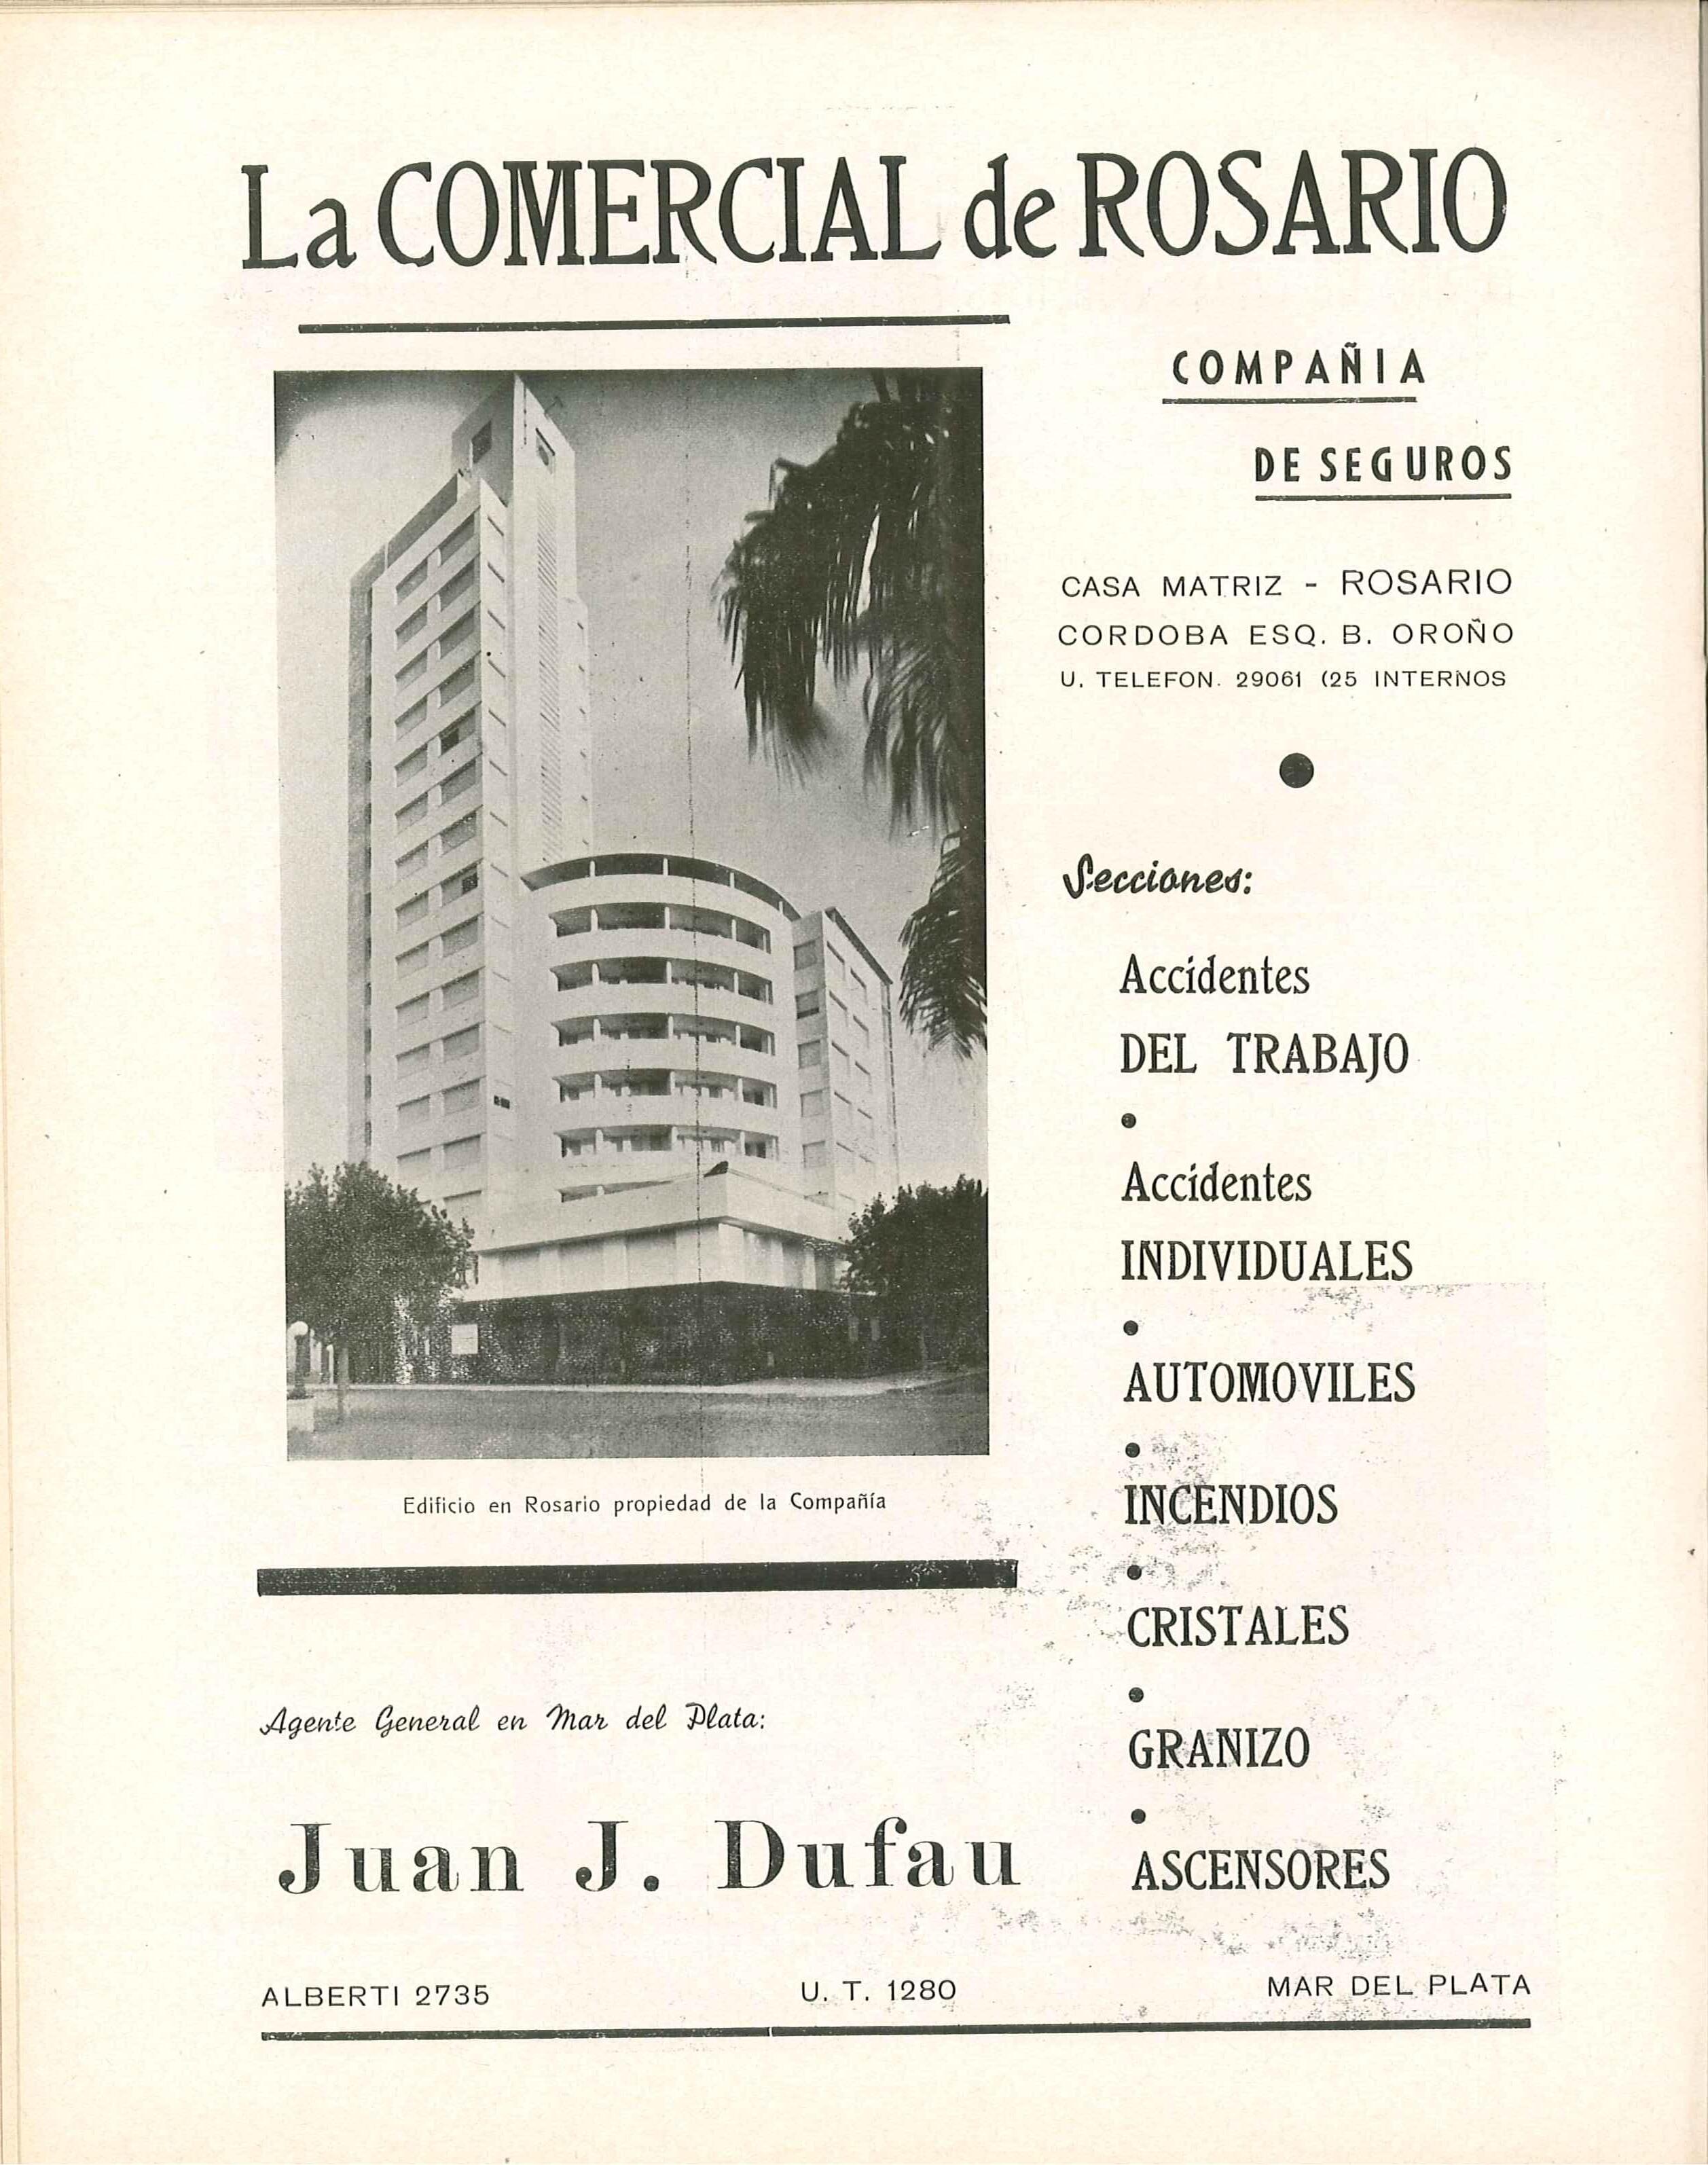 La COMERCIAL de ROSARIO
COMPAÑIA
DE SEGUROS
CASA MATRIZ - ROSARIO
CORDOBA ESQ. B. OROÑO
U. TELEFON. 29061 (25 INTERNOS
Secciones:
Accidentes
DEL TRABAJO
•
Accidentes
INDIVIDUALES
•
AUTOMOVILES
•
INCENDIOS
•
CRISTALES
•
GRANIZO
•
ASCENSORES
Edificio en Rosario propiedad de la Compañía
Agente General en Mar del Plata:
Juan J. Dufau
ALBERTI 2735 U. T. 1280 MAR DEL PLATA